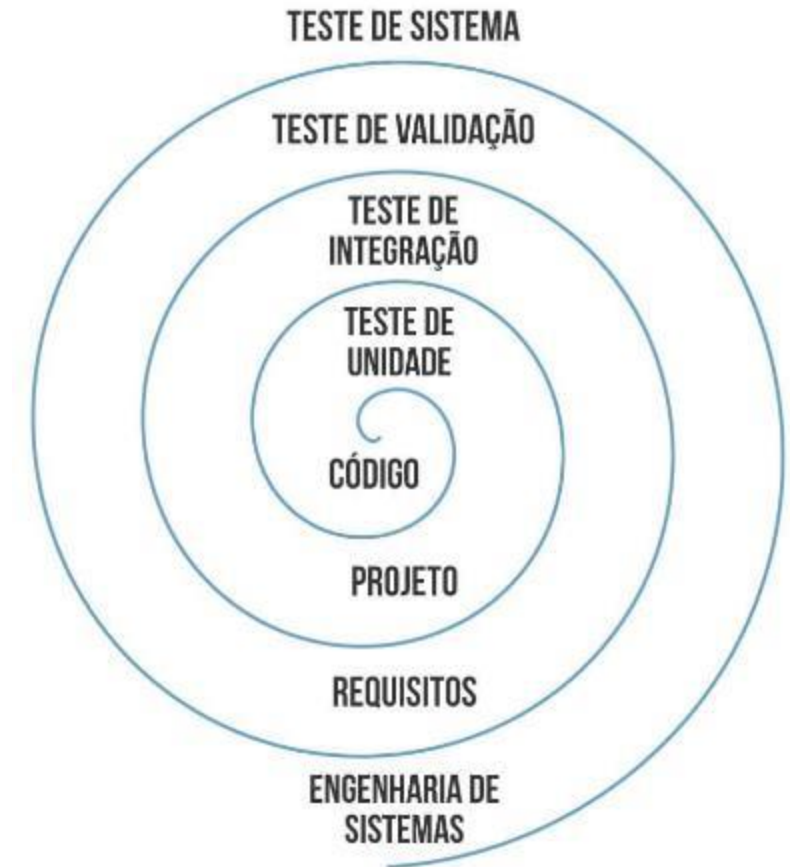 TESTE DE SISTEMA
TESTE DE VALIDAÇÃO
TESTE DE
INTEGRAÇÃO
TESTE DE
UNIDADE
CÓDIGO
PROJETO
REQUISITOS
ENGENHARIA DE
SISTEMAS